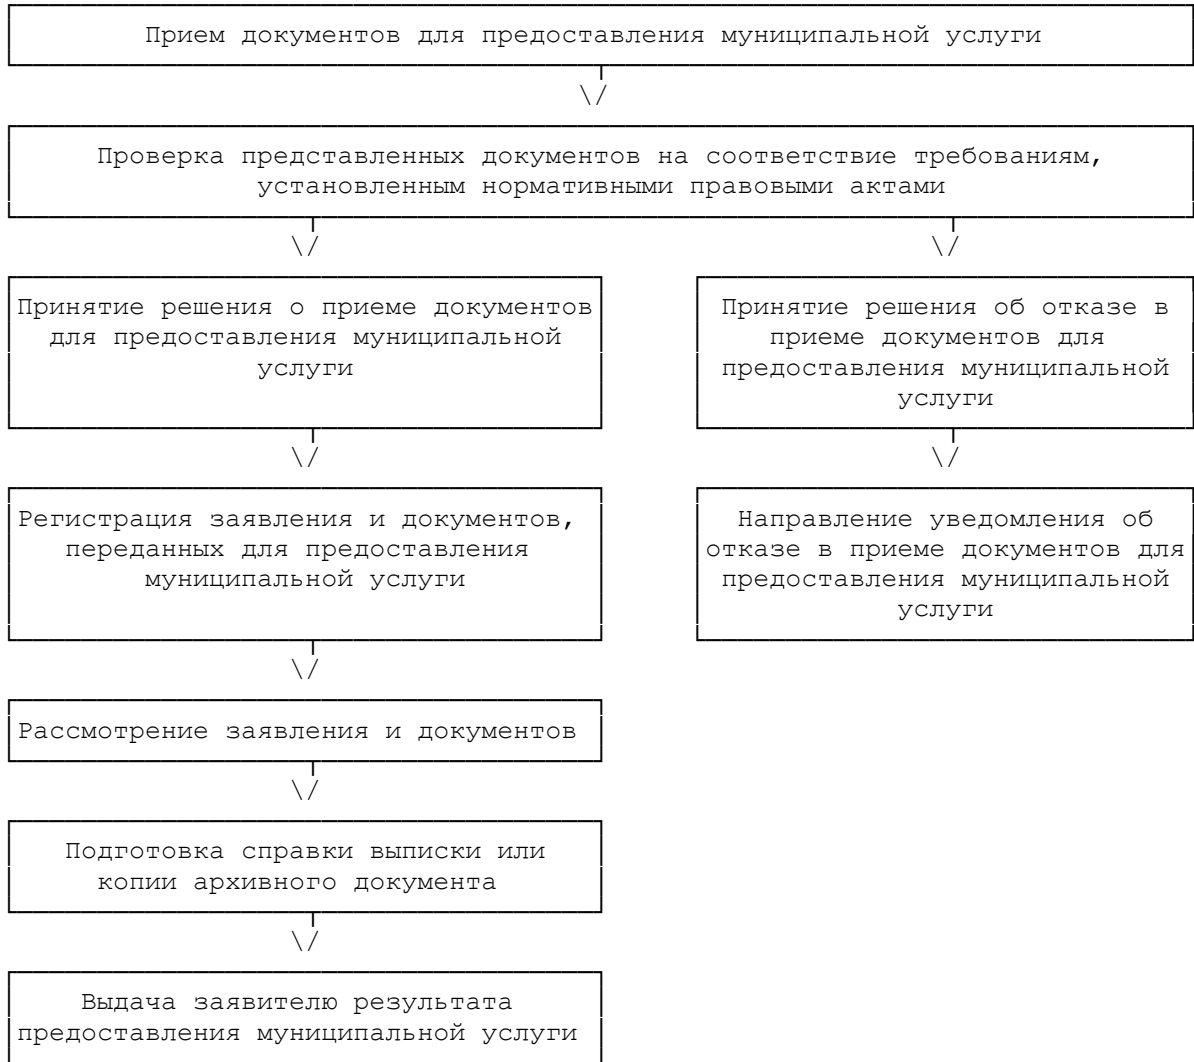 Прием документов для предоставления муниципальной услуги
Проверка представленных документов на соответствие требованиям,
установленным нормативными правовыми актами
Принятие решения о приеме документов
для предоставления муниципальной
услуги
Принятие решения об отказе в
приеме документов для
предоставления муниципальной
услуги
Регистрация заявления и документов,
переданных для предоставления
муниципальной услуги
Направление уведомления об
отказе в приеме документов для
предоставления муниципальной
услуги
Рассмотрение заявления и документов
Подготовка справки выписки или
копии архивного документа
Выдача заявителю результата
предоставления муниципальной услуги